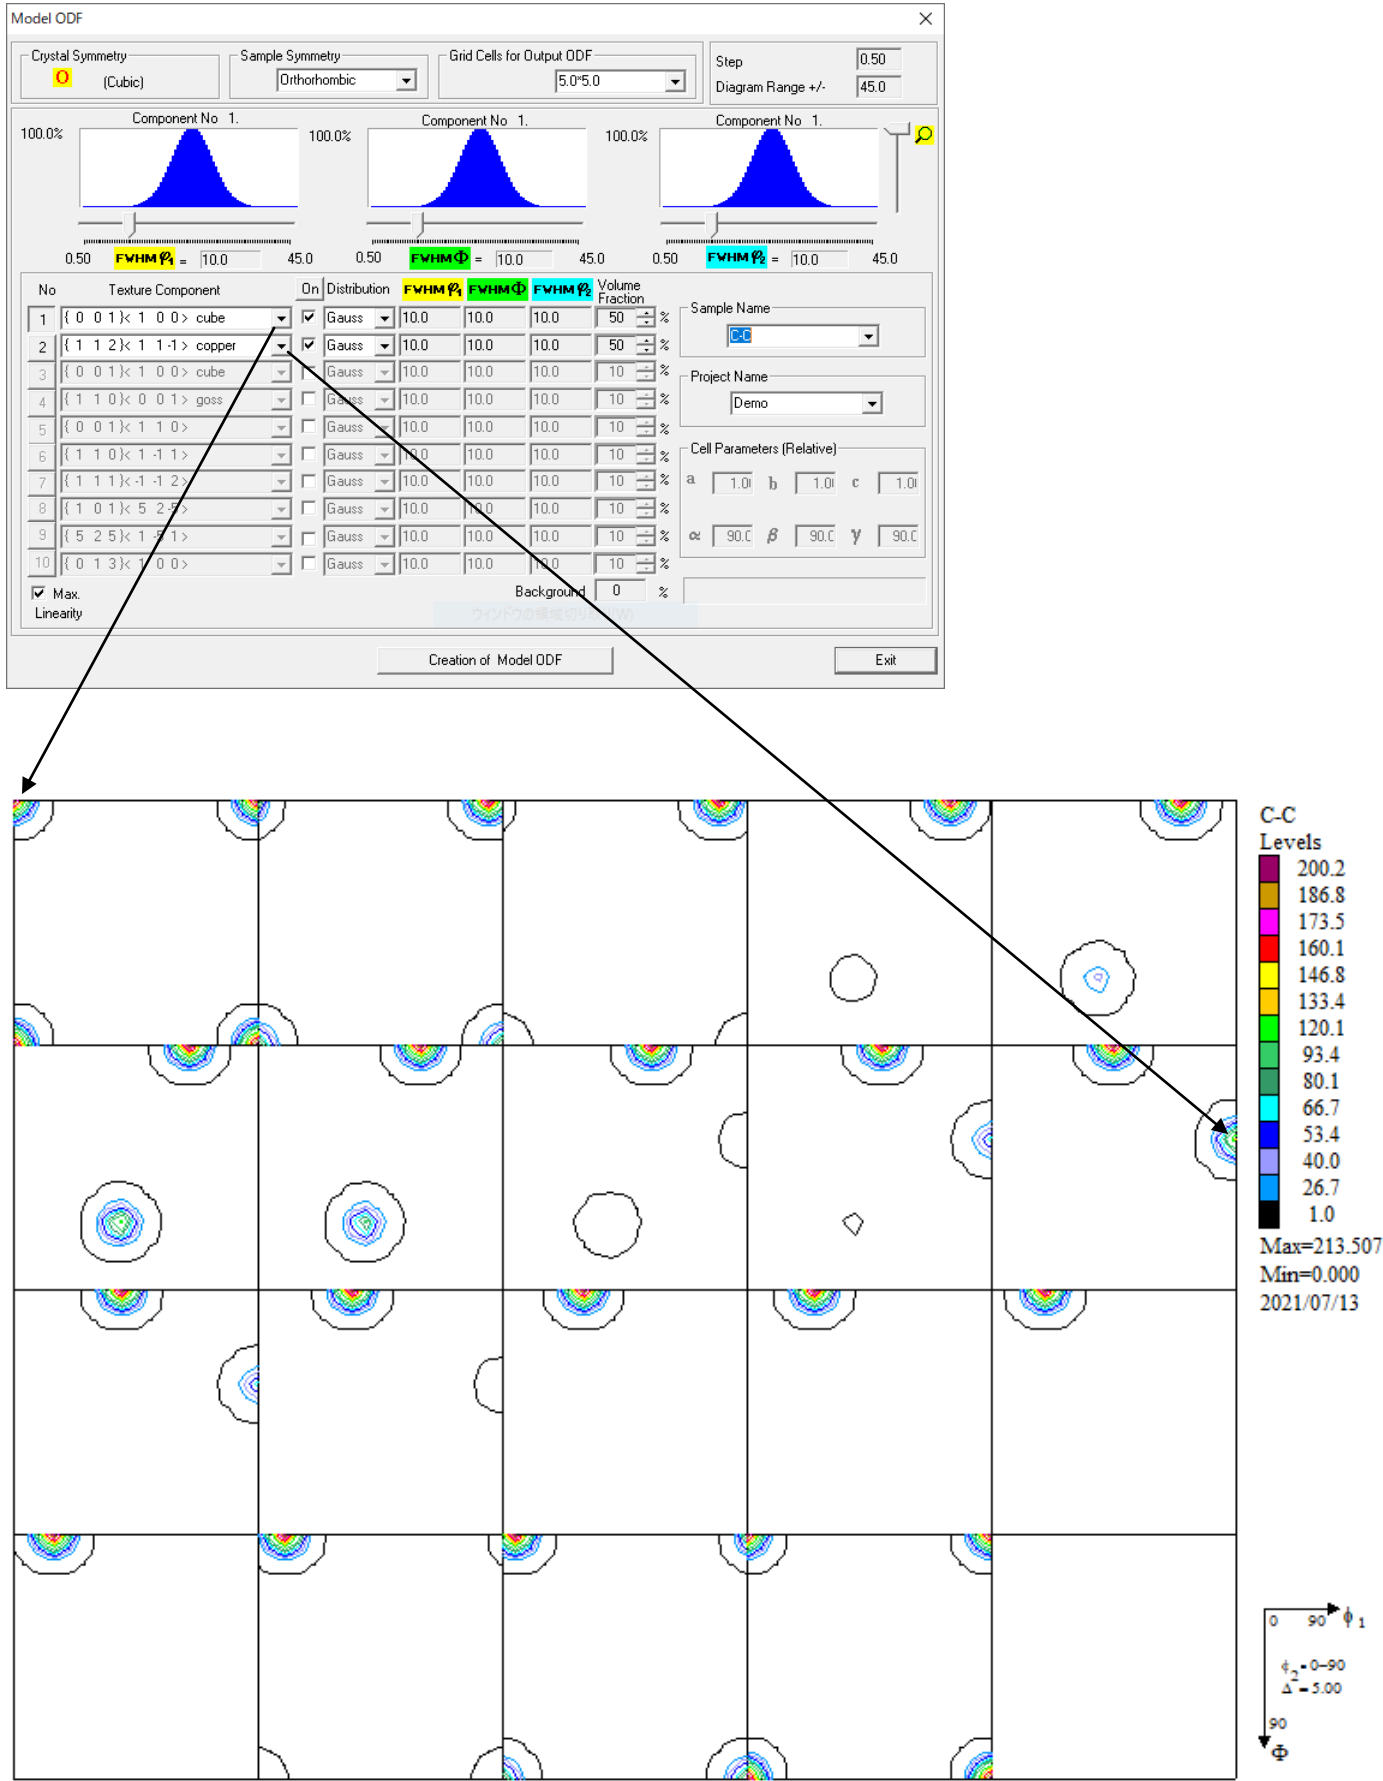 Model ODF
Crystal Symmetry
O (Cubic)
Sample Symmetry
Orthorhombic
Grid Cells for Output ODF
5.0*5.0
Step 0.50
Diagram Range +/- 45.0
Component No 1. Component No 1. Component No 1.
100.0% 100.0% 100.0%
0.50 FWHM φ1 = 10.0 45.0 0.50 FWHM Φ = 10.0 45.0 0.50 FWHM φ2 = 10.0 45.0
No Texture Component On Distribution FWHM φ1 FWHM Φ FWHM φ2 Volume Fraction
1 { 0 0 1}< 1 0 0> cube Gauss 10.0 10.0 10.0 50 %
2 { 1 1 2}< 1 1 -1> copper Gauss 10.0 10.0 10.0 50 %
3 { 0 0 1}< 1 0 0> cube Gauss 10.0 10.0 10.0 10 %
4 { 1 1 0}< 0 0 1> goss Gauss 10.0 10.0 10.0 10 %
5 { 0 0 1}< 1 1 0> Gauss 10.0 10.0 10.0 10 %
6 { 1 1 0}< 1 -1 1> Gauss 10.0 10.0 10.0 10 %
7 { 1 1 1}< -1 -1 2> Gauss 10.0 10.0 10.0 10 %
8 { 1 0 1}< 5 2 -5> Gauss 10.0 10.0 10.0 10 %
9 { 5 2 5}< 1 -5 1> Gauss 10.0 10.0 10.0 10 %
10 { 0 1 3}< 1 0 0> Gauss 10.0 10.0 10.0 10 %
Max.
Linearity
Background 0 %
Sample Name
C-C
Project Name
Demo
Cell Parameters (Relative)
a 1.0 b 1.0 c 1.0
α 90.0 β 90.0 γ 90.0
Creation of Model ODF
Exit
C-C
Levels
200.2
186.8
173.5
160.1
146.8
133.4
120.1
93.4
80.1
66.7
53.4
40.0
26.7
1.0
Max=213.507
Min=0.000
2021/07/13
0 90 ϕ 1
ϕ2 = 0-90
Δ = 5.00
90
Φ